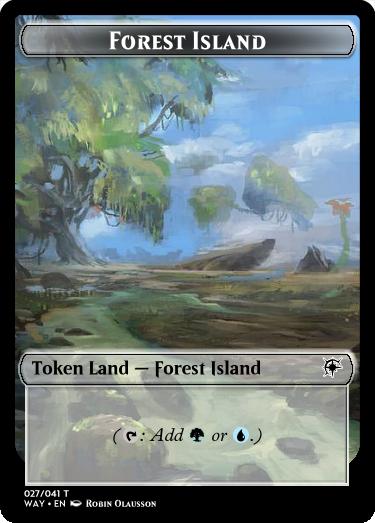 Forest Island
Token Land — Forest Island
( : Add or .)
027/041 T
WAY • EN Robin Olausson